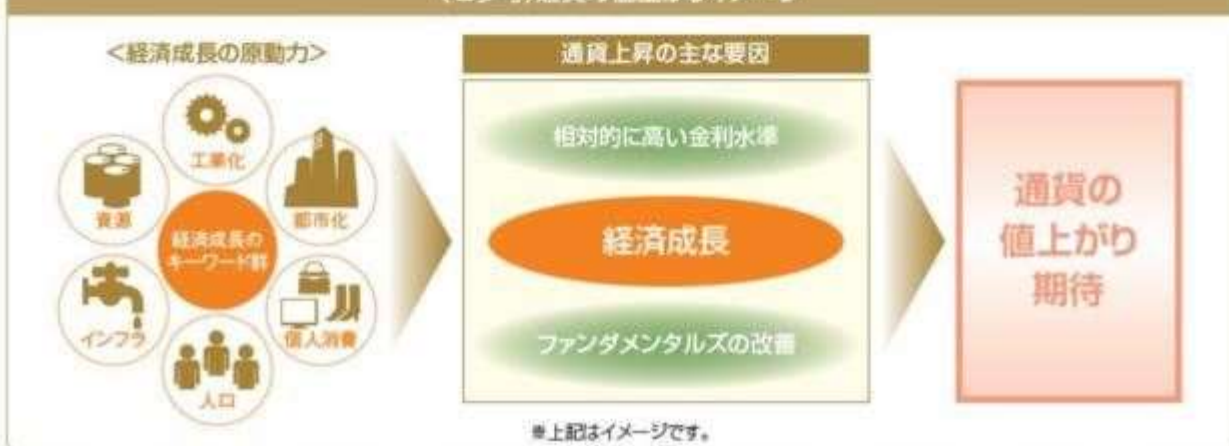 ＜経済成長の原動力＞
工業化
資源
都市化
経済成長の
キーワード群
インフラ
個人消費
人口
通貨上昇の主な要因
相対的に高い金利水準
経済成長
ファンダメンタルズの改善
通貨の
値上がり
期待
※上記はイメージです。